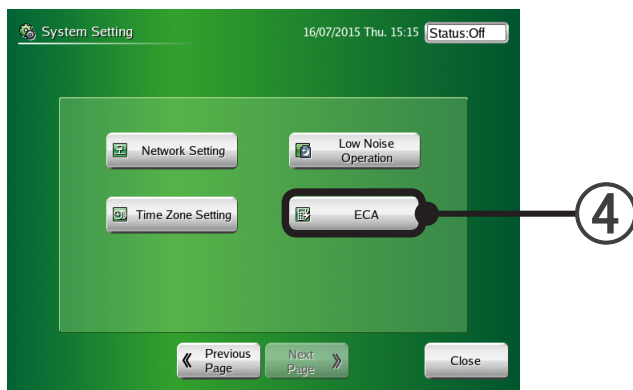 System Setting
16/07/2015 Thu. 15:15
Status:Off
Network Setting
Low Noise
Operation
Time Zone Setting
ECA
④
« Previous
Page
Next »
Page
Close